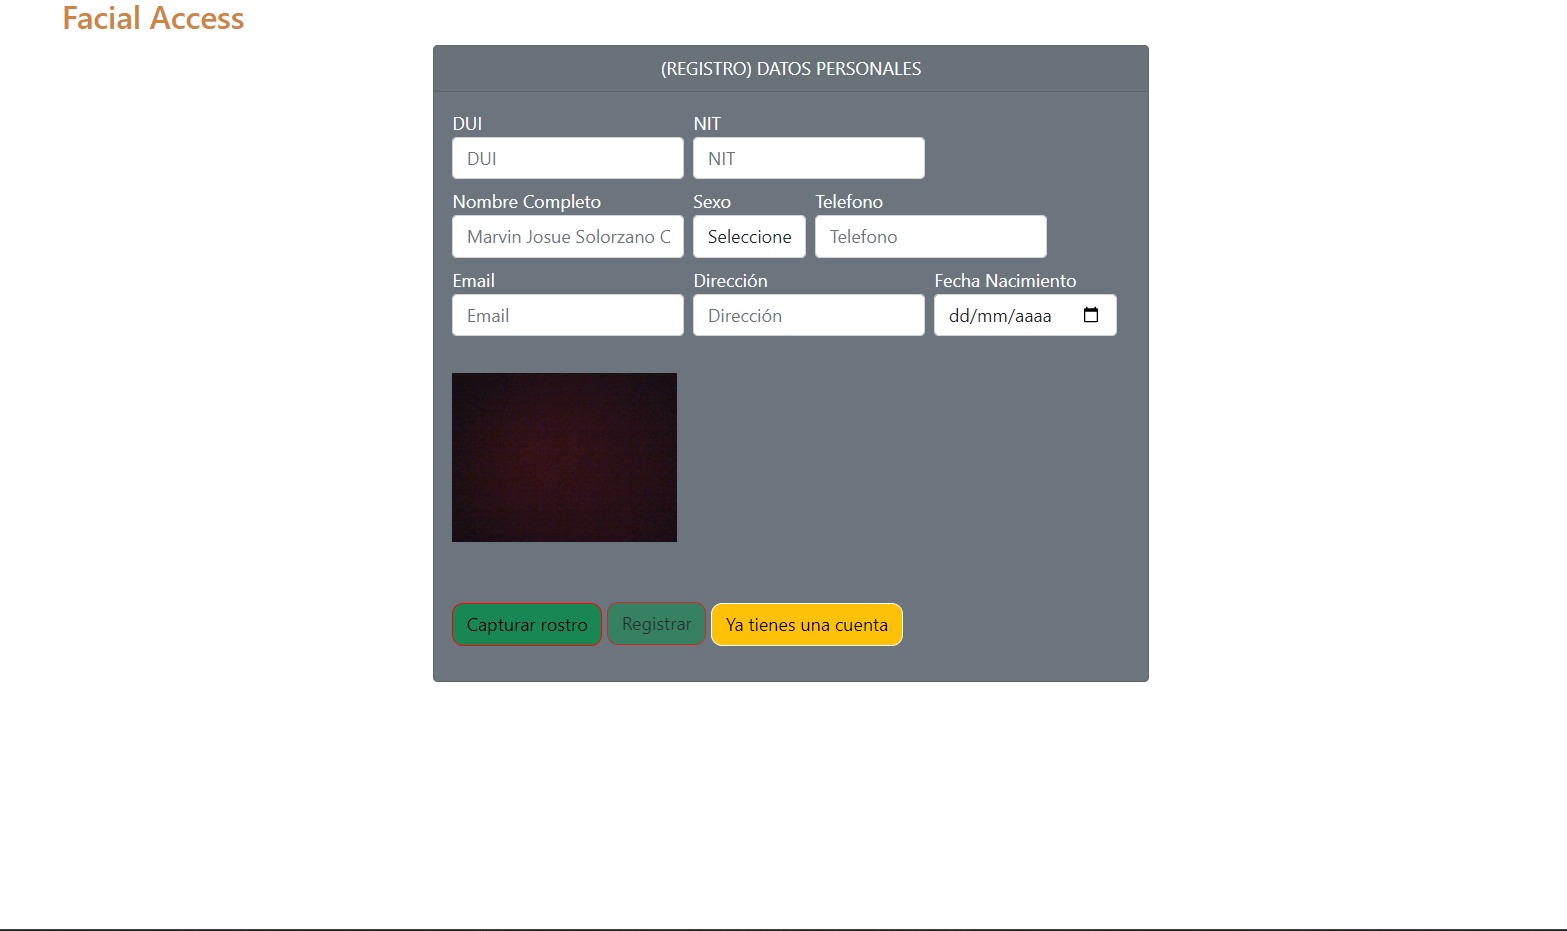 Facial Access
(REGISTRO) DATOS PERSONALES
DUI NIT
DUI NIT
Nombre Completo Sexo Telefono
Marvin Josue Solorzano C Seleccione Telefono
Email Dirección Fecha Nacimiento
Email Dirección dd/mm/aaaa
Capturar rostro Registrar Ya tienes una cuenta